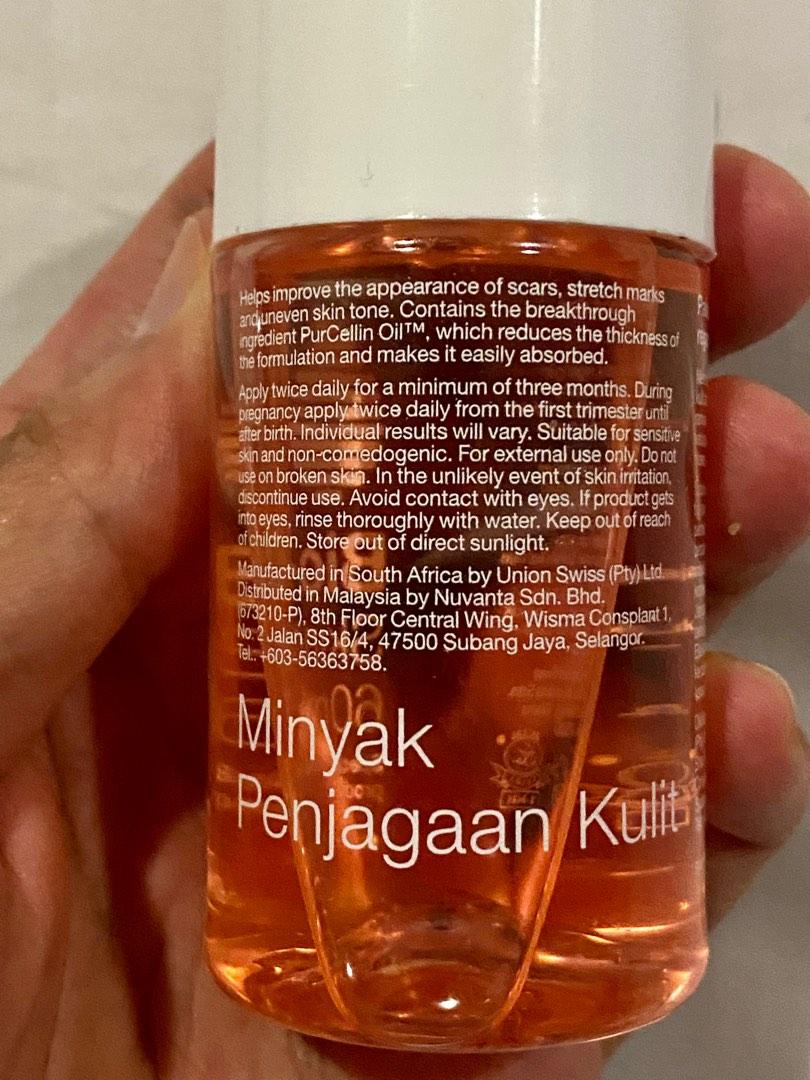 Helps improve the appearance of scars, stretch marks
and uneven skin tone. Contains the breakthrough
ingredient PurCellin Oil™, which reduces the thickness of
the formulation and makes it easily absorbed.
Apply twice daily for a minimum of three months. During
pregnancy apply twice daily from the first trimester until
after birth. Individual results will vary. Suitable for sensitive
skin and non-comedogenic. For external use only. Do not
use on broken skin. In the unlikely event of skin irritation,
discontinue use. Avoid contact with eyes. If product gets
into eyes, rinse thoroughly with water. Keep out of reach
of children. Store out of direct sunlight.
Manufactured in South Africa by Union Swiss (Pty) Ltd.
Distributed in Malaysia by Nuvanta Sdn. Bhd.
(673210-P), 8th Floor Central Wing, Wisma Consplant 1,
No. 2 Jalan SS16/4, 47500 Subang Jaya, Selangor.
Tel.: +603-56363758.
Minyak
Penjagaan Kulit